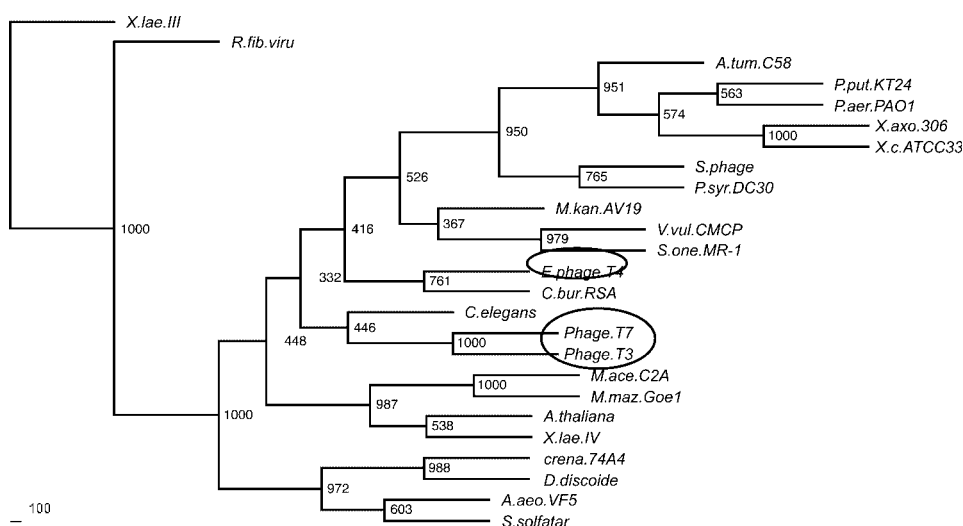 X.lae.III
R.fib.viru
A.tum.C58
951
P.put.KT24
563
P.aer.PAO1
574
X.axo.306
950
1000
X.c.ATCC33
S.phage
526
765
P.syr.DC30
M.kan.AV19
367
V.vul.CMCP
1000
416
979
S.one.MR-1
E.phage.T4
332
761
C.bur.RSA
C.elegans
446
Phage.T7
448
1000
Phage.T3
M.ace.C2A
1000
M.maz.Goe1
987
1000
A.thaliana
538
X.lae.IV
crena.74A4
988
D.discoide
972
A.aeo.VF5
100
603
S.solfatar